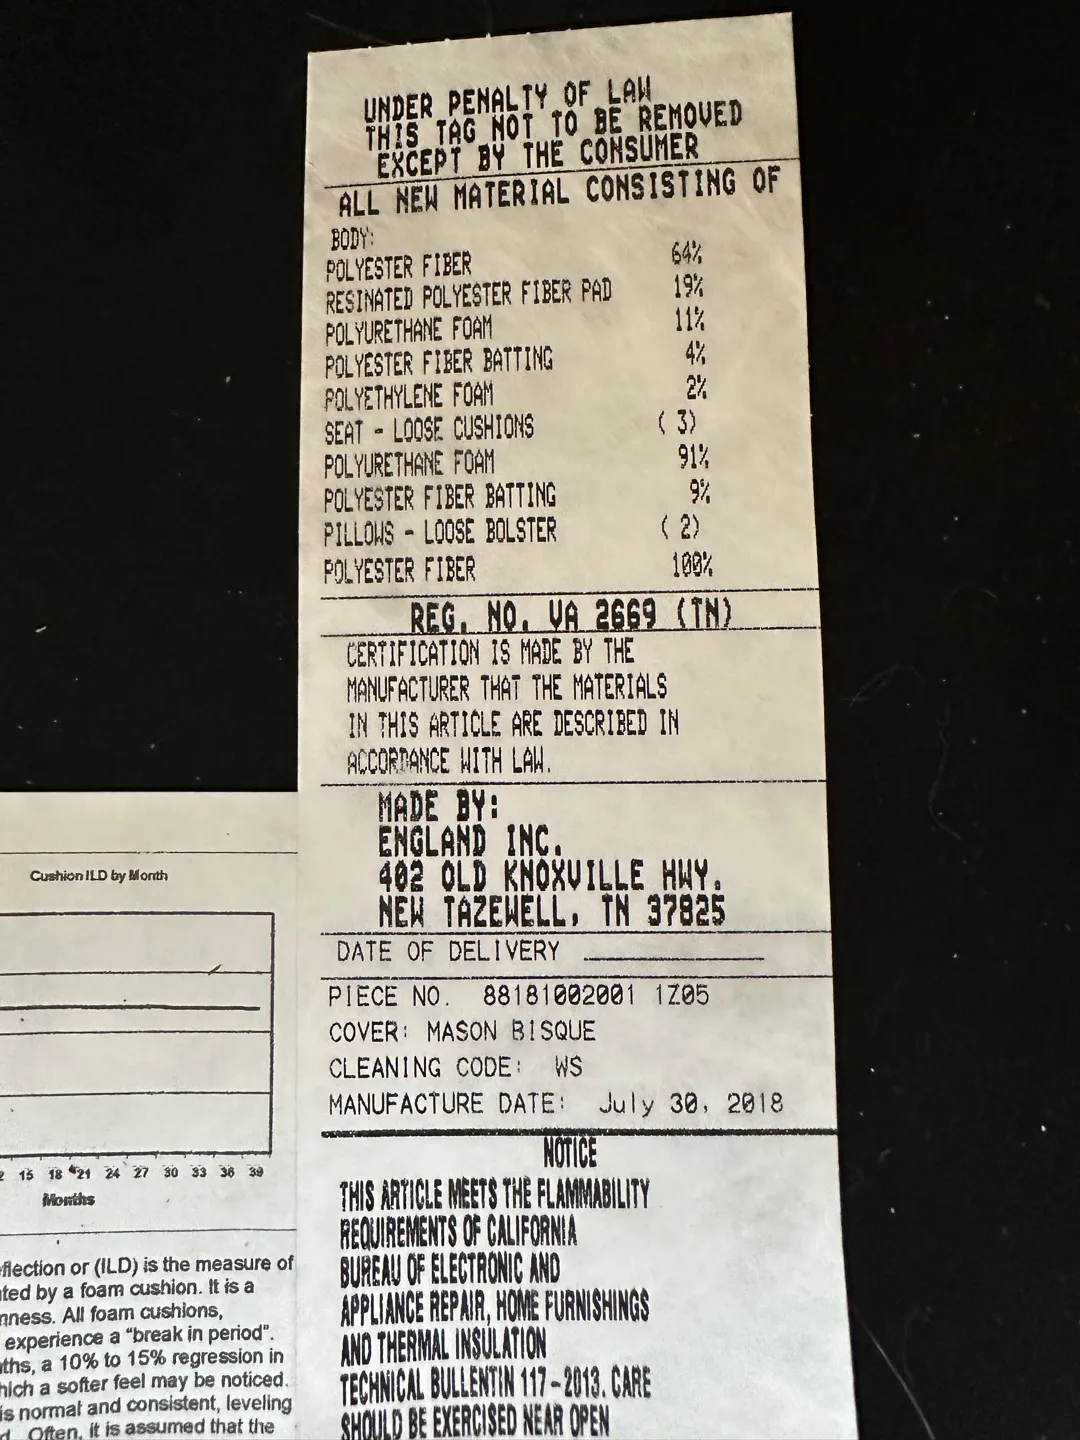 UNDER PENALTY OF LAW
THIS TAG NOT TO BE REMOVED
EXCEPT BY THE CONSUMER
ALL NEW MATERIAL CONSISTING OF
BODY:
POLYESTER FIBER 64%
RESINATED POLYESTER FIBER PAD 19%
POLYURETHANE FOAM 11%
POLYESTER FIBER BATTING 4%
POLYETHYLENE FOAM 2%
SEAT - LOOSE CUSHIONS ( 3)
POLYURETHANE FOAM 91%
POLYESTER FIBER BATTING 9%
PILLOWS - LOOSE BOLSTER ( 2)
POLYESTER FIBER 100%
REG. NO. VA 2669 (TN)
CERTIFICATION IS MADE BY THE
MANUFACTURER THAT THE MATERIALS
IN THIS ARTICLE ARE DESCRIBED IN
ACCORDANCE WITH LAW.
MADE BY:
ENGLAND INC.
402 OLD KNOXVILLE HWY.
NEW TAZEWELL, TN 37825
DATE OF DELIVERY
PIECE NO. 88181002001 1Z05
COVER: MASON BISQUE
CLEANING CODE: WS
MANUFACTURE DATE: July 30, 2018
NOTICE
THIS ARTICLE MEETS THE FLAMMABILITY
REQUIREMENTS OF CALIFORNIA
BUREAU OF ELECTRONIC AND
APPLIANCE REPAIR, HOME FURNISHINGS
AND THERMAL INSULATION
TECHNICAL BULLENTIN 117-2013. CARE
SHOULD BE EXERCISED NEAR OPEN
Cushion ILD by Month
15 18 21 24 27 30 33 36 39
Months
or (ILD) is the measure of
by a foam cushion. It is a
All foam cushions,
experience a "break in period".
a 10% to 15% regression in
a softer feel may be noticed.
is normal and consistent, leveling
Often, it is assumed that the